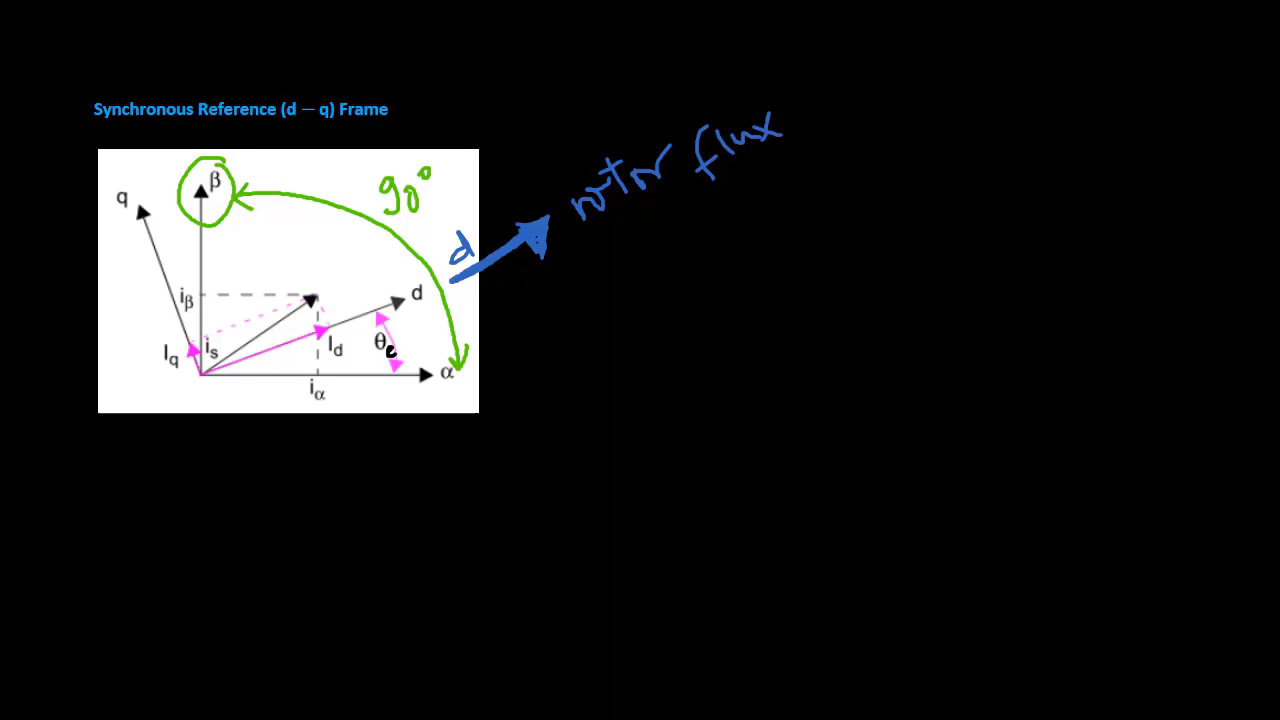 Synchronous Reference (d — q) Frame
rotor flux
β
90°
q
d
d
iβ
Iq
is
Id
θe
α
iα